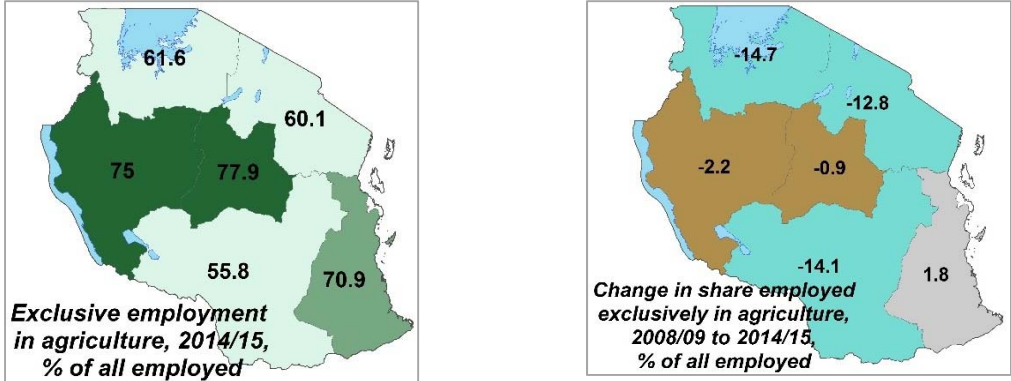 61.6
60.1
75
77.9
55.8
70.9
Exclusive employment
in agriculture, 2014/15,
% of all employed
-14.7
-12.8
-2.2
-0.9
-14.1
1.8
Change in share employed
exclusively in agriculture,
2008/09 to 2014/15,
% of all employed